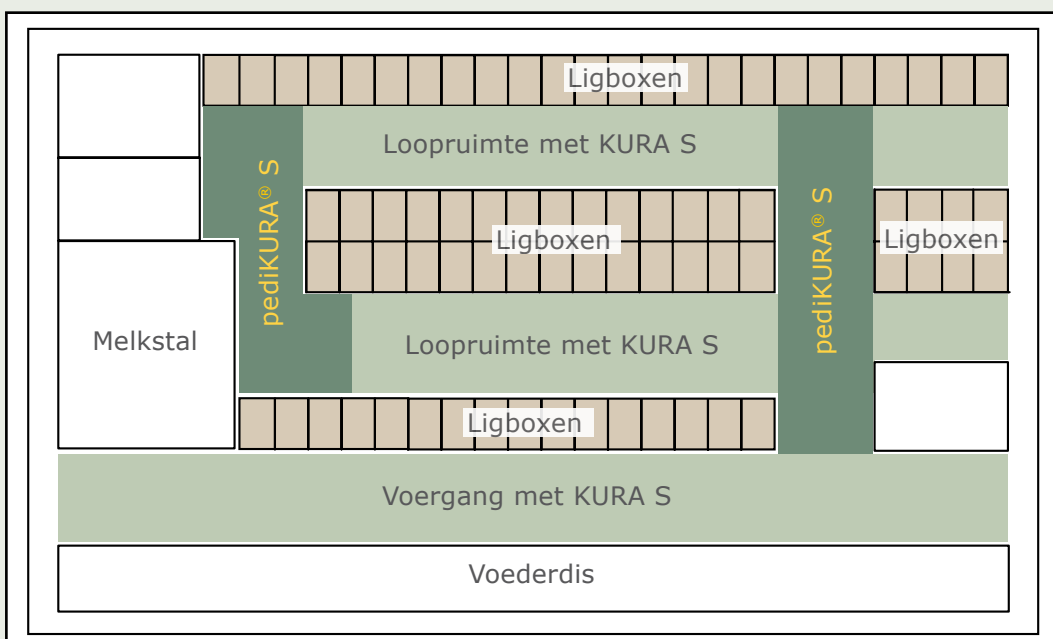 Ligboxen
Loopruimte met KURA S
pediKURA® S
pediKURA® S
Ligboxen
Ligboxen
Melkstal
Loopruimte met KURA S
Ligboxen
Voergang met KURA S
Voederdis